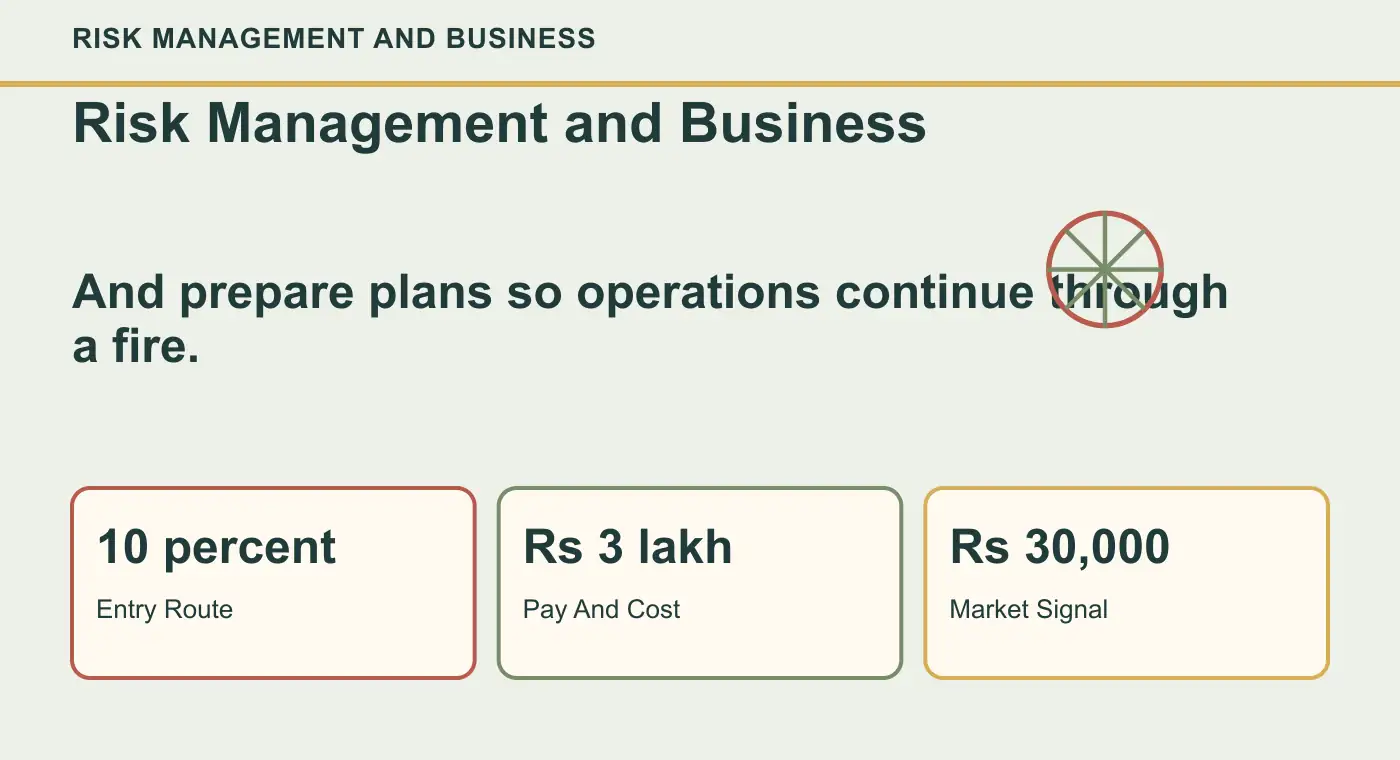 RISK MANAGEMENT AND BUSINESS
Risk Management and Business
And prepare plans so operations continue through
a fire.
10 percent
Entry Route
Rs 3 lakh
Pay And Cost
Rs 30,000
Market Signal